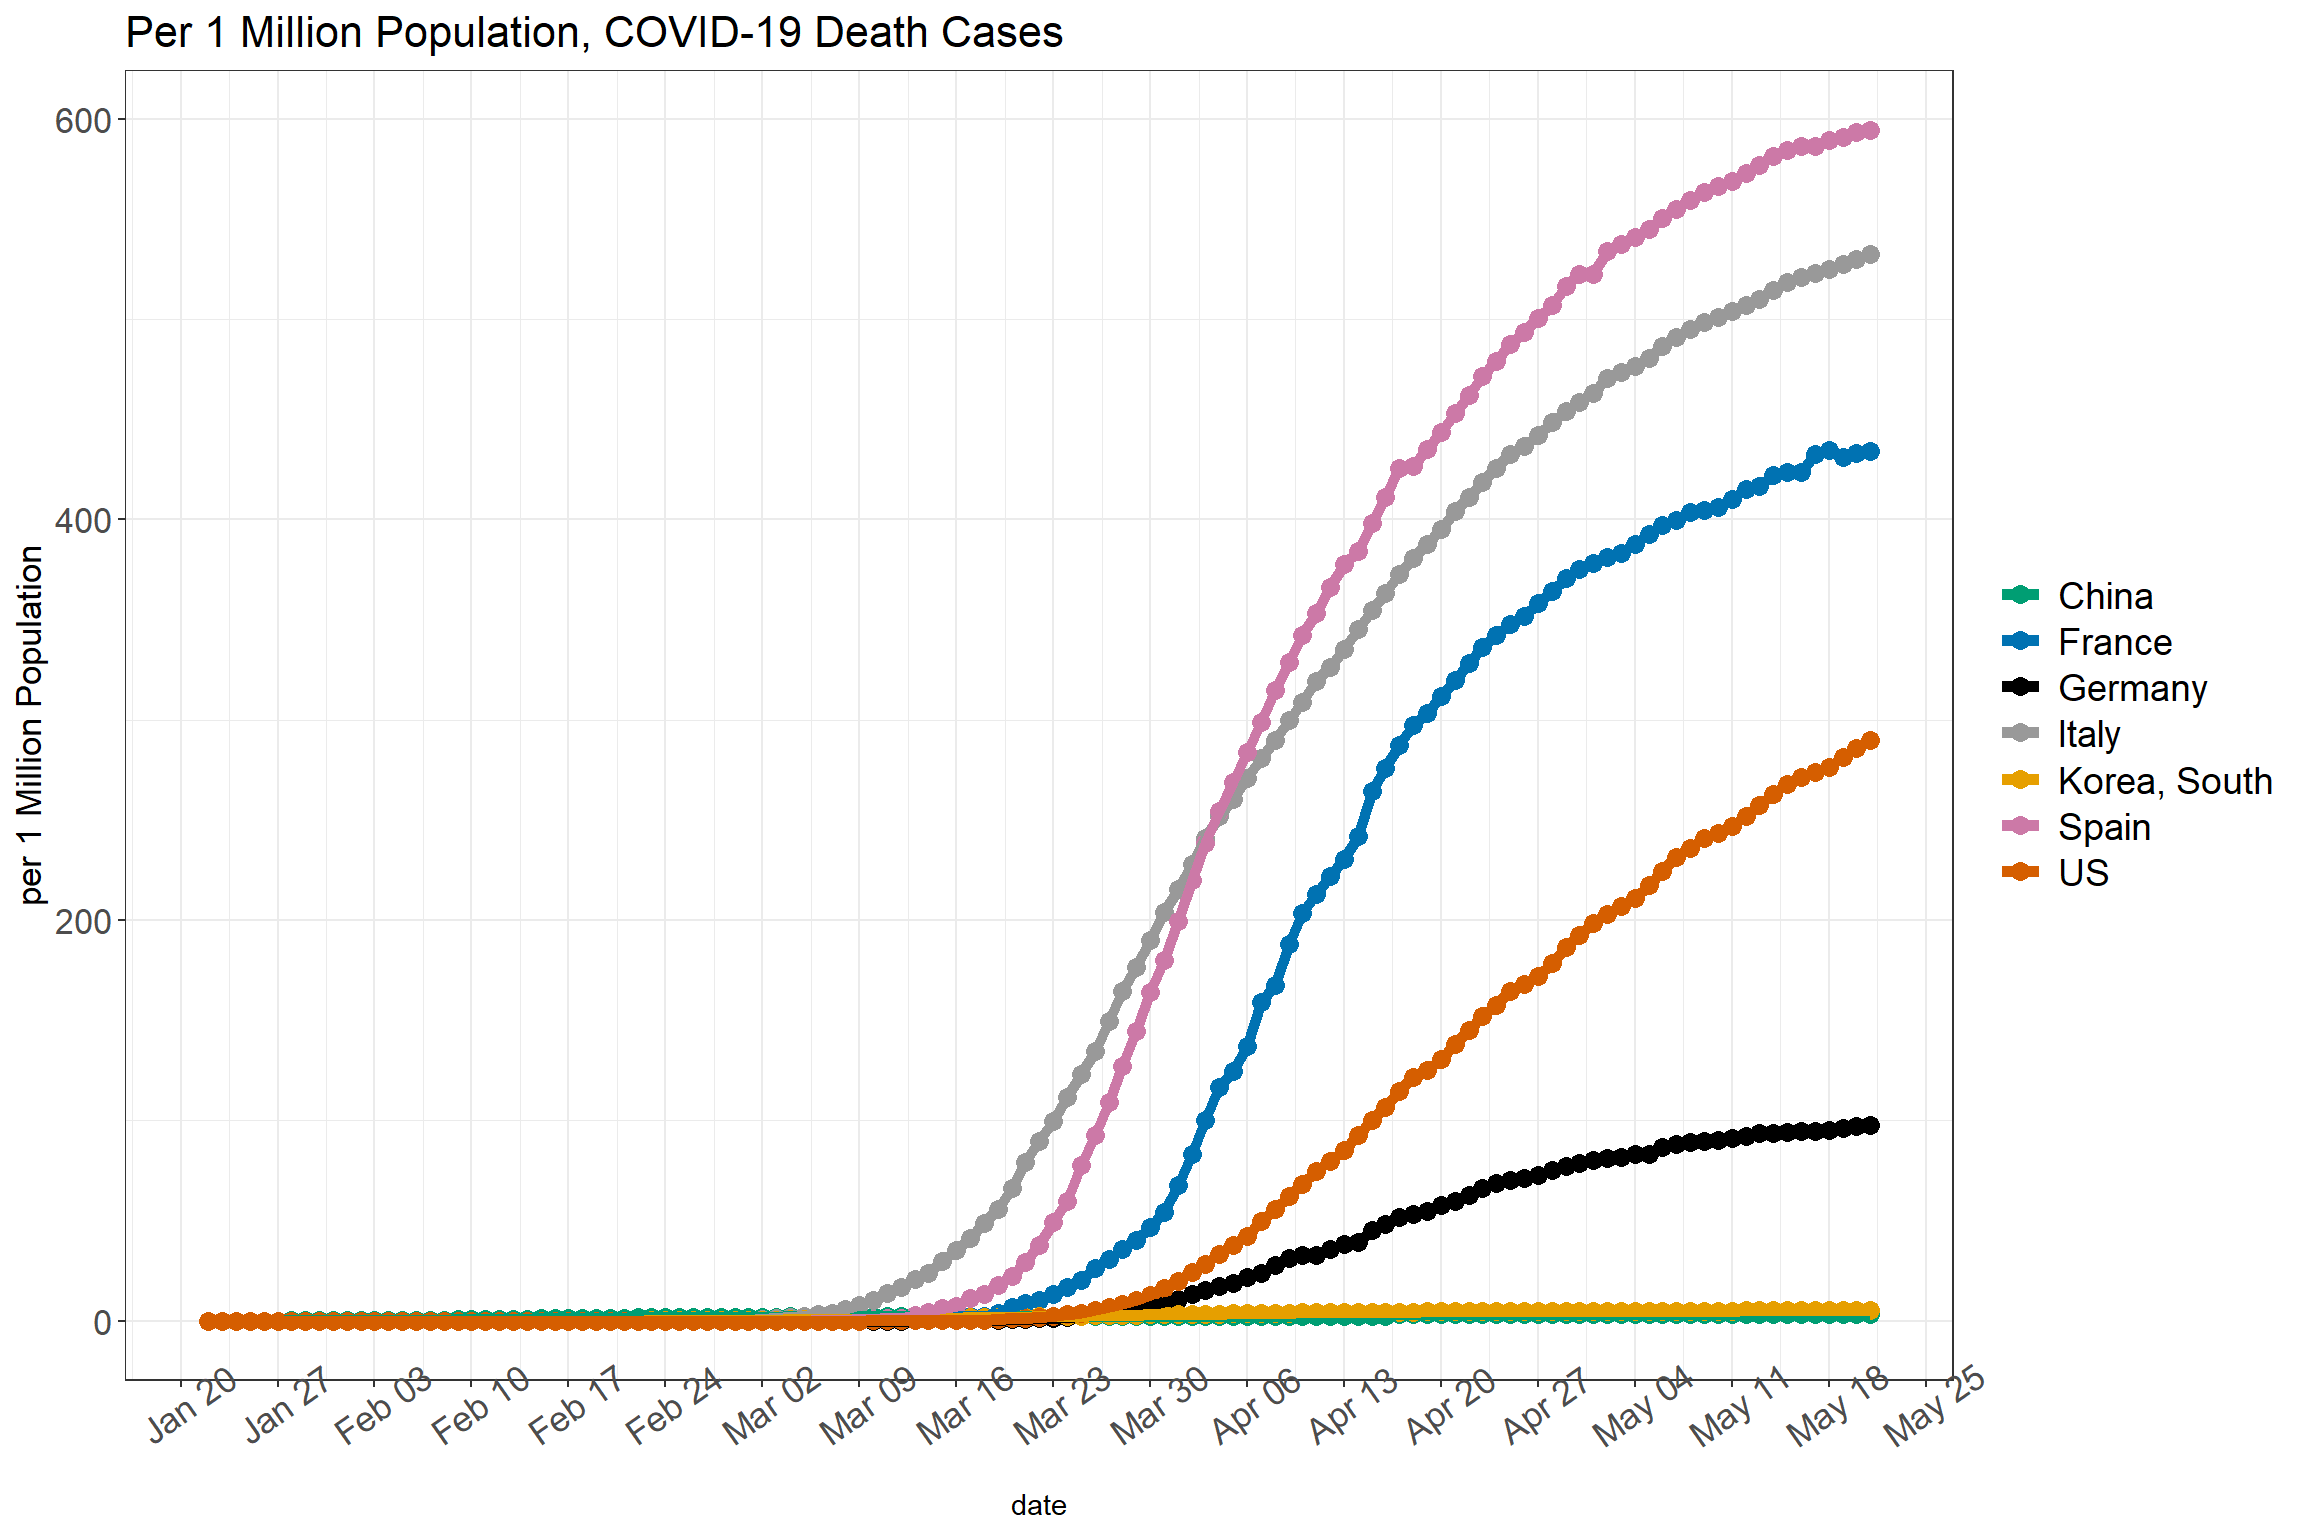 Per 1 Million Population, COVID-19 Death Cases
per 1 Million Population
600
400
200
0
Jan 20
Jan 27
Feb 03
Feb 10
Feb 17
Feb 24
Mar 02
Mar 09
Mar 16
Mar 23
Mar 30
Apr 06
Apr 13
Apr 20
Apr 27
May 04
May 11
May 18
May 25
date
China
France
Germany
Italy
Korea, South
Spain
US